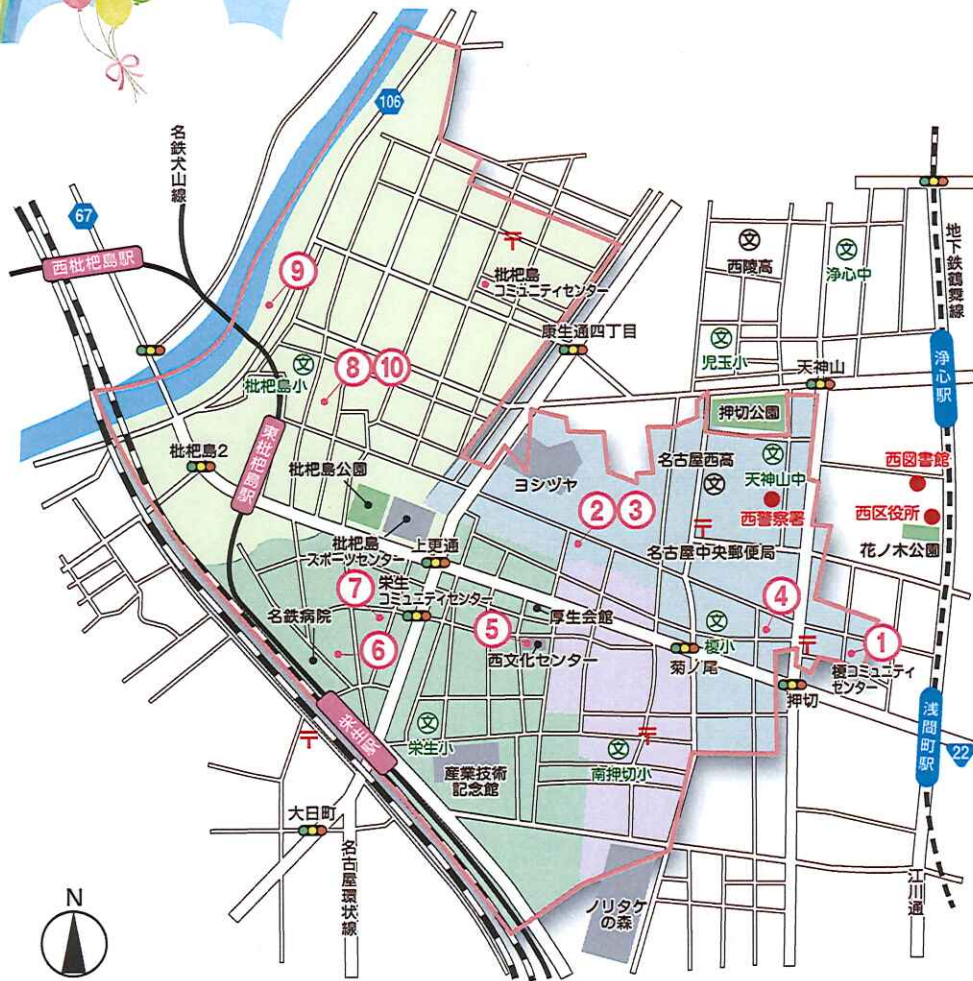 106
名鉄犬山線
67
西枇杷島駅
⑨
枇杷島
コミュニティセンター
西陵高
浄心中
地下鉄鶴舞線
康生通四丁目
児玉小
天神山
浄心駅
枇杷島小
⑧
⑩
押切公園
東枇杷島駅
枇杷島2
枇杷島公園
ヨシヅヤ
名古屋西高
天神山中
西図書館
②
③
西警察署
西区役所
花ノ木公園
枇杷島
スポーツセンター
上更通
名古屋中央郵便局
⑦
栄生
コミュニティセンター
厚生会館
④
名鉄病院
⑥
⑤
西文化センター
榎小
菊ノ尾
①
榎コミュニティ
センター
押切
浅間町駅
22
栄生駅
栄生小
産業技術
記念館
南押切小
大日町
名古屋環状線
ノリタケ
の森
江川通
N